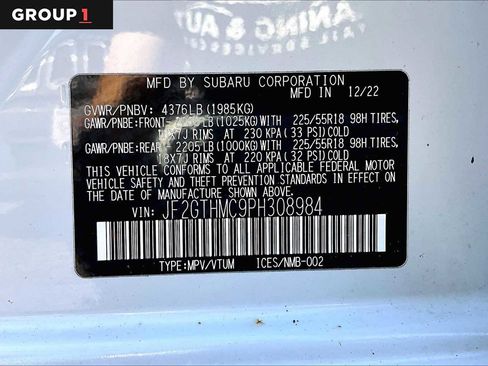 GROUP 1
ANING &
MFD BY SUBARU CORPORATION
GVWR/PNBV: 4376LB(1985KG) 12/22
GAWR/PNBE:FRONT- LB(1025KG)WITH 225/55R18 98H TIRES,
18X7J RIMS AT 230 KPA(33 PSI)COLD
GAWR/PNBE:REAR- 2205LB(1000KG)WITH 225/55R18 98H TIRES,
18X7J RIMS AT 220 KPA(32 PSI)COLD
THIS VEHICLE CONFORMS TO ALL APPLICABLE FEDERAL MOTOR
VEHICLE SAFETY, BUMPER, AND THEFT PREVENTION STANDARDS
IN EFFECT ON THE DATE OF MANUFACTURE SHOWN ABOVE.
VIN: JF2GTHMC9PH308984
TYPE:MPV/VTUM ICES/NMB-002